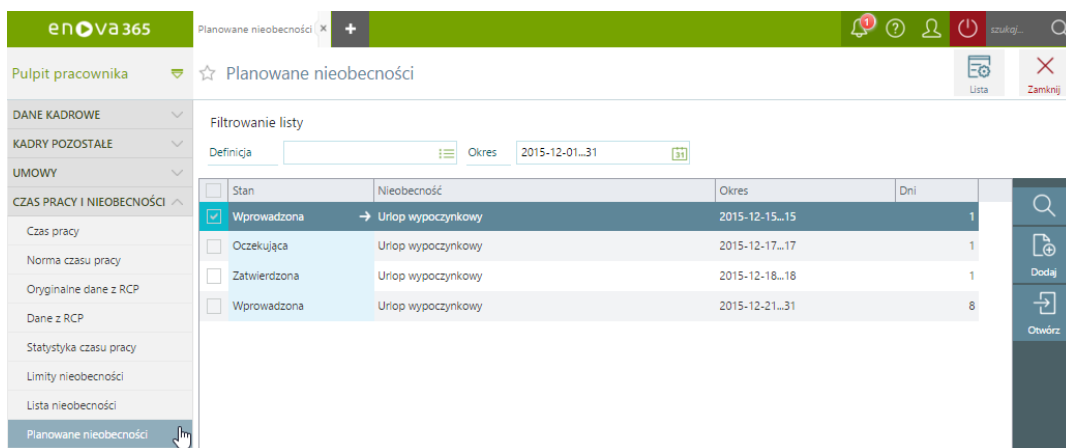 enova365
Planowane nieobecności ×
1
szukaj...
Pulpit pracownika
Planowane nieobecności
Lista
Zamknij
DANE KADROWE
KADRY POZOSTAŁE
UMOWY
CZAS PRACY I NIEOBECNOŚCI
Czas pracy
Norma czasu pracy
Oryginalne dane z RCP
Dane z RCP
Statystyka czasu pracy
Limity nieobecności
Lista nieobecności
Planowane nieobecności
Filtrowanie listy
Definicja Okres 2015-12-01...31 31
Stan Nieobecność Okres Dni
Wprowadzona → Urlop wypoczynkowy 2015-12-15...15 1
Oczekująca Urlop wypoczynkowy 2015-12-17...17 1
Zatwierdzona Urlop wypoczynkowy 2015-12-18...18 1
Wprowadzona Urlop wypoczynkowy 2015-12-21...31 8
Dodaj
Otwórz